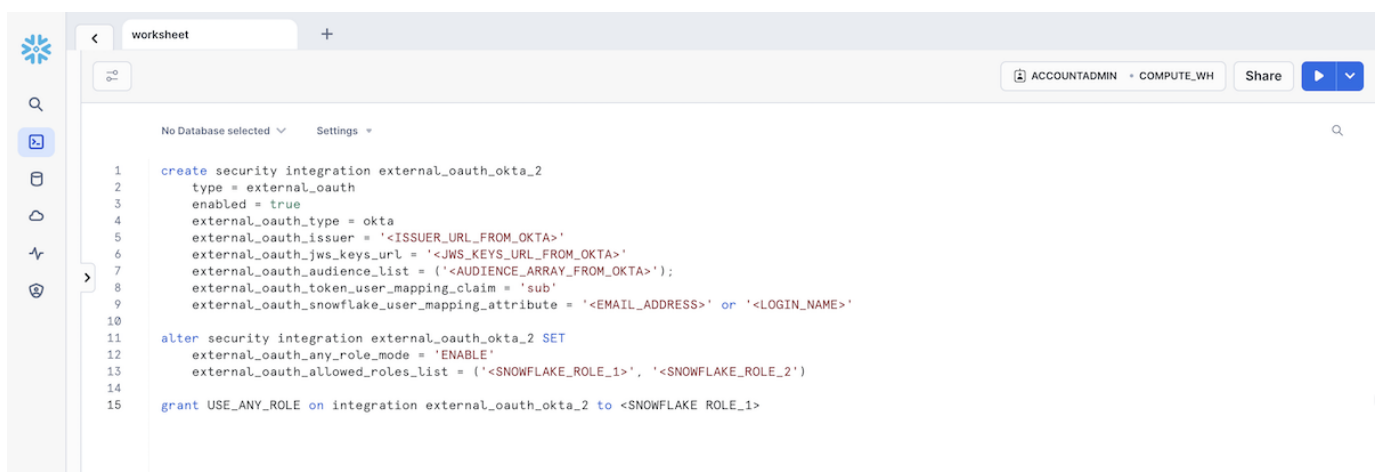 worksheet
+
ACCOUNTADMIN • COMPUTE_WH
Share
No Database selected
Settings
1 create security integration external_oauth_okta_2
2 type = external_oauth
3 enabled = true
4 external_oauth_type = okta
5 external_oauth_issuer = '<ISSUER_URL_FROM_OKTA>'
6 external_oauth_jws_keys_url = '<JWS_KEYS_URL_FROM_OKTA>'
7 external_oauth_audience_list = ('<AUDIENCE_ARRAY_FROM_OKTA>');
8 external_oauth_token_user_mapping_claim = 'sub'
9 external_oauth_snowflake_user_mapping_attribute = '<EMAIL_ADDRESS>' or '<LOGIN_NAME>'
10
11 alter security integration external_oauth_okta_2 SET
12 external_oauth_any_role_mode = 'ENABLE'
13 external_oauth_allowed_roles_list = ('<SNOWFLAKE_ROLE_1>', '<SNOWFLAKE_ROLE_2')
14
15 grant USE_ANY_ROLE on integration external_oauth_okta_2 to <SNOWFLAKE ROLE_1>